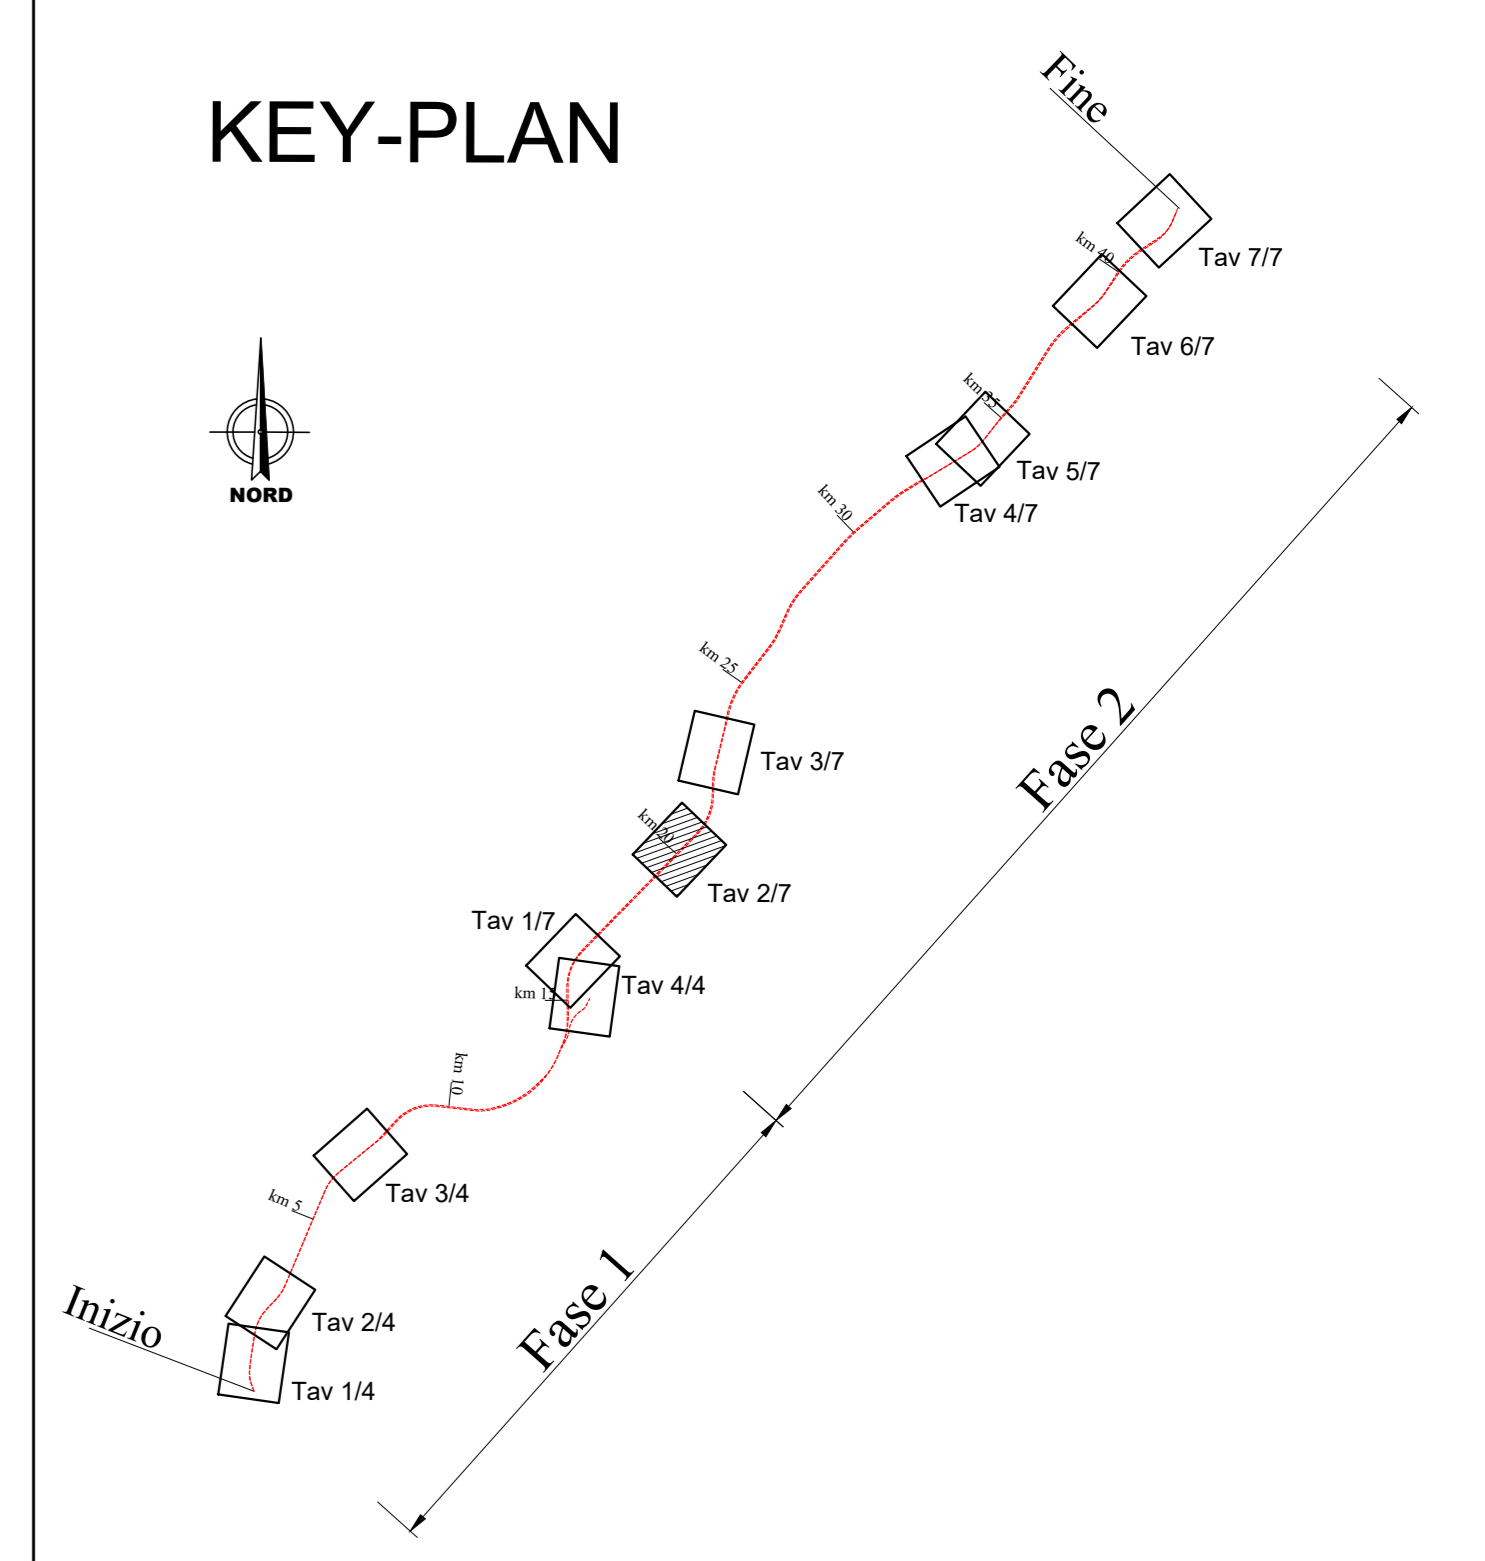 KEY-PLAN
Fine
Tav 7/7
km 40
Tav 6/7
NORD
km 35
Tav 5/7
Tav 4/7
km 30
km 25
Fase 2
Tav 3/7
km 20
Tav 2/7
Tav 1/7
Tav 4/4
km 15
km 10
Tav 3/4
km 5
Fase 1
Inizio
Tav 2/4
Tav 1/4